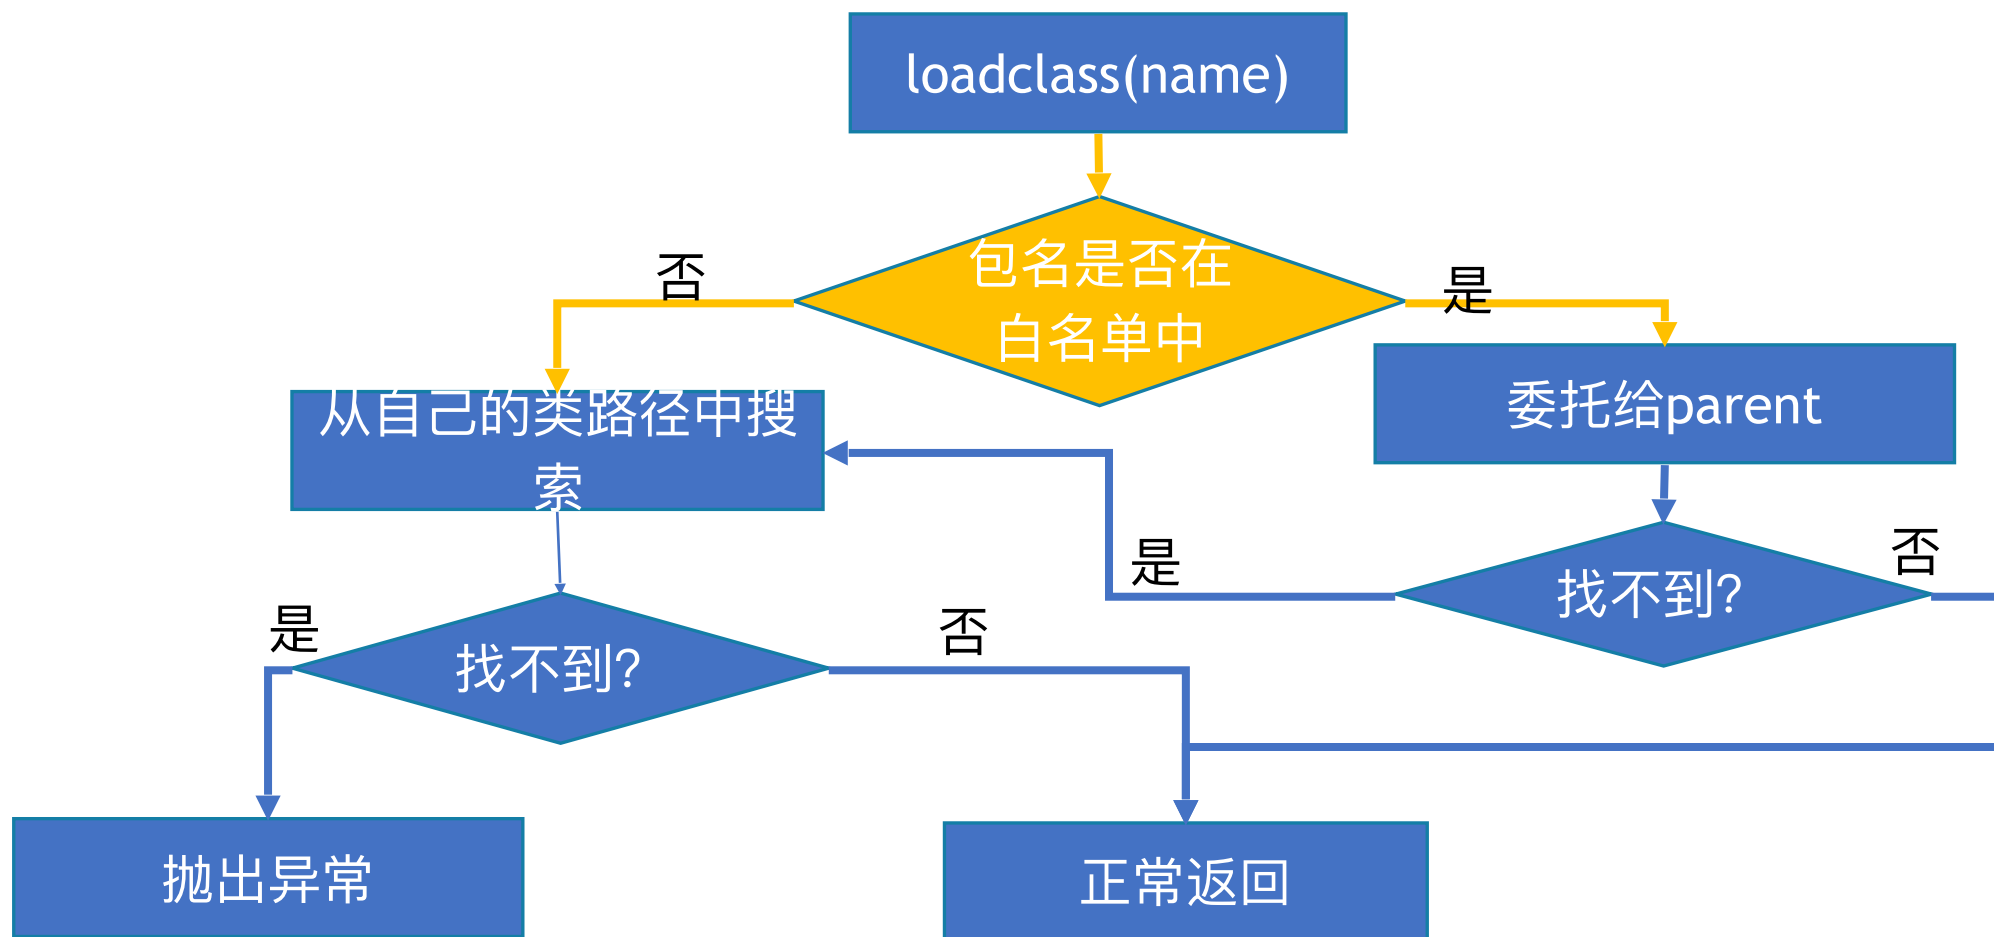 loadclass(name)
包名是否在
白名单中
否
是
从自己的类路径中搜
索
委托给parent
是
否
找不到?
是
找不到?
否
抛出异常
正常返回